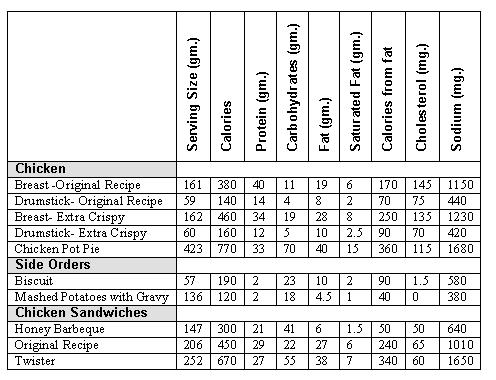 Serving Size (gm.) Calories Protein (gm.) Carbohydrates (gm.) Fat (gm.) Saturated Fat (gm.) Calories from fat Cholesterol (mg.) Sodium (mg.)
Chicken
Breast -Original Recipe 161 380 40 11 19 6 170 145 1150
Drumstick- Original Recipe 59 140 14 4 8 2 70 75 440
Breast- Extra Crispy 162 460 34 19 28 8 250 135 1230
Drumstick- Extra Crispy 60 160 12 5 10 2.5 90 70 420
Chicken Pot Pie 423 770 33 70 40 15 360 115 1680
Side Orders
Biscuit 57 190 2 23 10 2 90 1.5 580
Mashed Potatoes with Gravy 136 120 2 18 4.5 1 40 0 380
Chicken Sandwiches
Honey Barbeque 147 300 21 41 6 1.5 50 50 640
Original Recipe 206 450 29 22 27 6 240 65 1010
Twister 252 670 27 55 38 7 340 60 1650